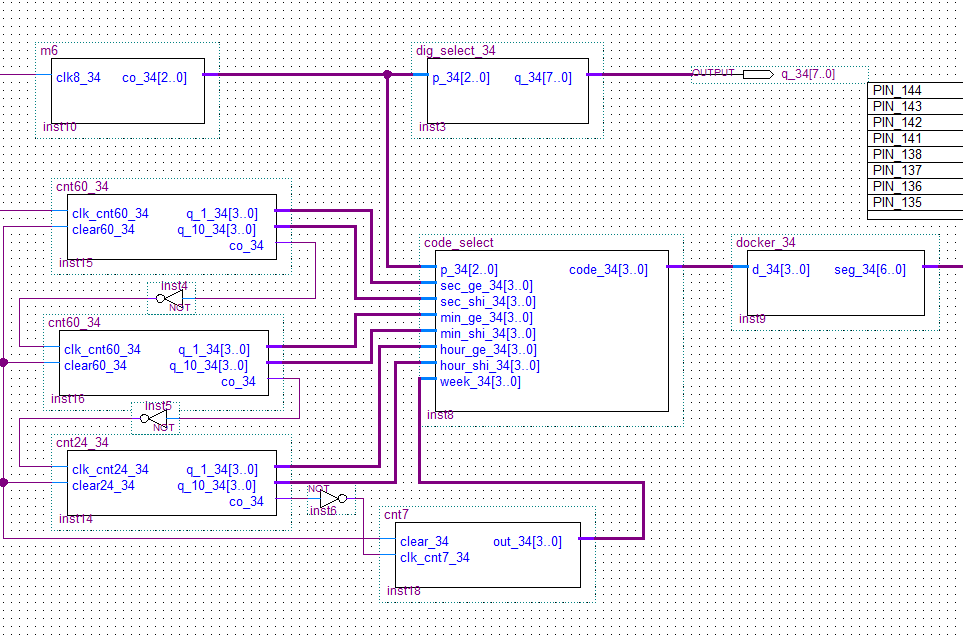 m6
clk8_34 co_34[2..0]
inst10
dig_select_34
p_34[2..0] q_34[7..0]
inst3
OUTPUT q_34[7..0]
PIN_144
PIN_143
PIN_142
PIN_141
PIN_138
PIN_137
PIN_136
PIN_135
cnt60_34
clk_cnt60_34 q_1_34[3..0]
clear60_34 q_10_34[3..0]
co_34
inst15
inst4
NOT
cnt60_34
clk_cnt60_34 q_1_34[3..0]
clear60_34 q_10_34[3..0]
co_34
inst16
inst5
NOT
cnt24_34
clk_cnt24_34 q_1_34[3..0]
clear24_34 q_10_34[3..0]
co_34
inst14
NOT
inst6
code_select
p_34[2..0] code_34[3..0]
sec_ge_34[3..0]
sec_shi_34[3..0]
min_ge_34[3..0]
min_shi_34[3..0]
hour_ge_34[3..0]
hour_shi_34[3..0]
week_34[3..0]
inst8
docker_34
d_34[3..0] seg_34[6..0]
inst9
cnt7
clear_34 out_34[3..0]
clk_cnt7_34
inst18